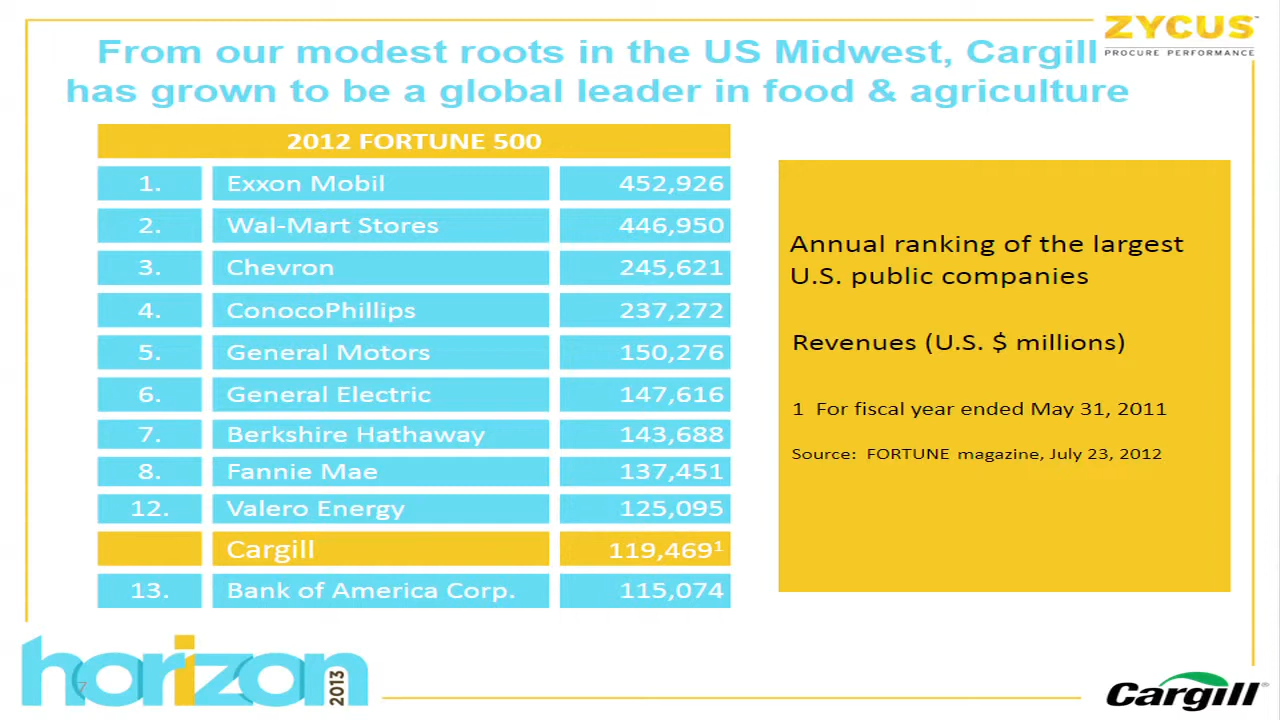 ZYCUS
PROCURE PERFORMANCE
From our modest roots in the US Midwest, Cargill
has grown to be a global leader in food & agriculture
2012 FORTUNE 500
1. Exxon Mobil 452,926
2. Wal-Mart Stores 446,950
3. Chevron 245,621
4. ConocoPhillips 237,272
5. General Motors 150,276
6. General Electric 147,616
7. Berkshire Hathaway 143,688
8. Fannie Mae 137,451
12. Valero Energy 125,095
Cargill 119,469¹
13. Bank of America Corp. 115,074
Annual ranking of the largest
U.S. public companies
Revenues (U.S. $ millions)
1 For fiscal year ended May 31, 2011
Source: FORTUNE magazine, July 23, 2012
horizon 2013
7
Cargill®